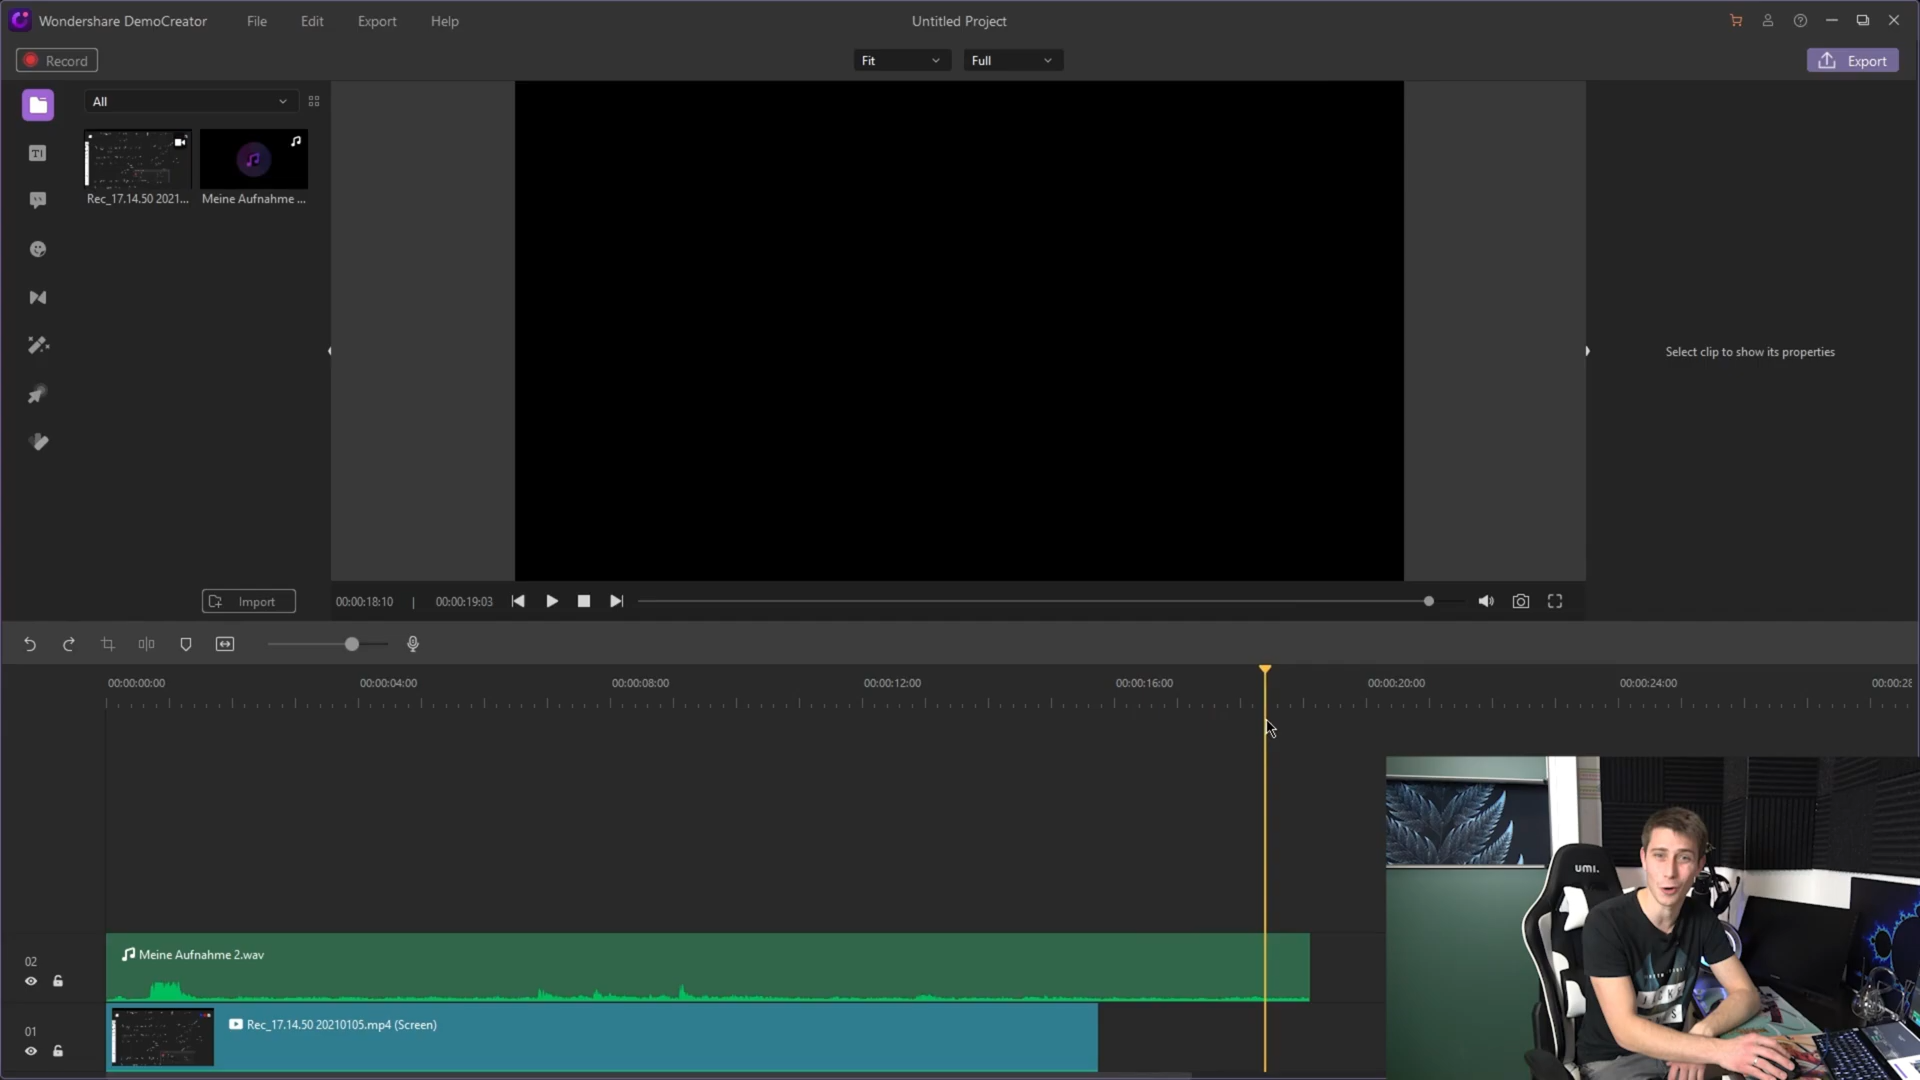 Wondershare DemoCreator File Edit Export Help Untitled Project
Record Fit Full Export
All
Rec_17.14.50 2021... Meine Aufnahme ...
Select clip to show its properties
Import 00:00:18:10 | 00:00:19:03
00:00:00:00 00:00:04:00 00:00:08:00 00:00:12:00 00:00:16:00 00:00:20:00 00:00:24:00 00:00:28
umi.
02 Meine Aufnahme 2.wav
01 Rec_17.14.50 20210105.mp4 (Screen)